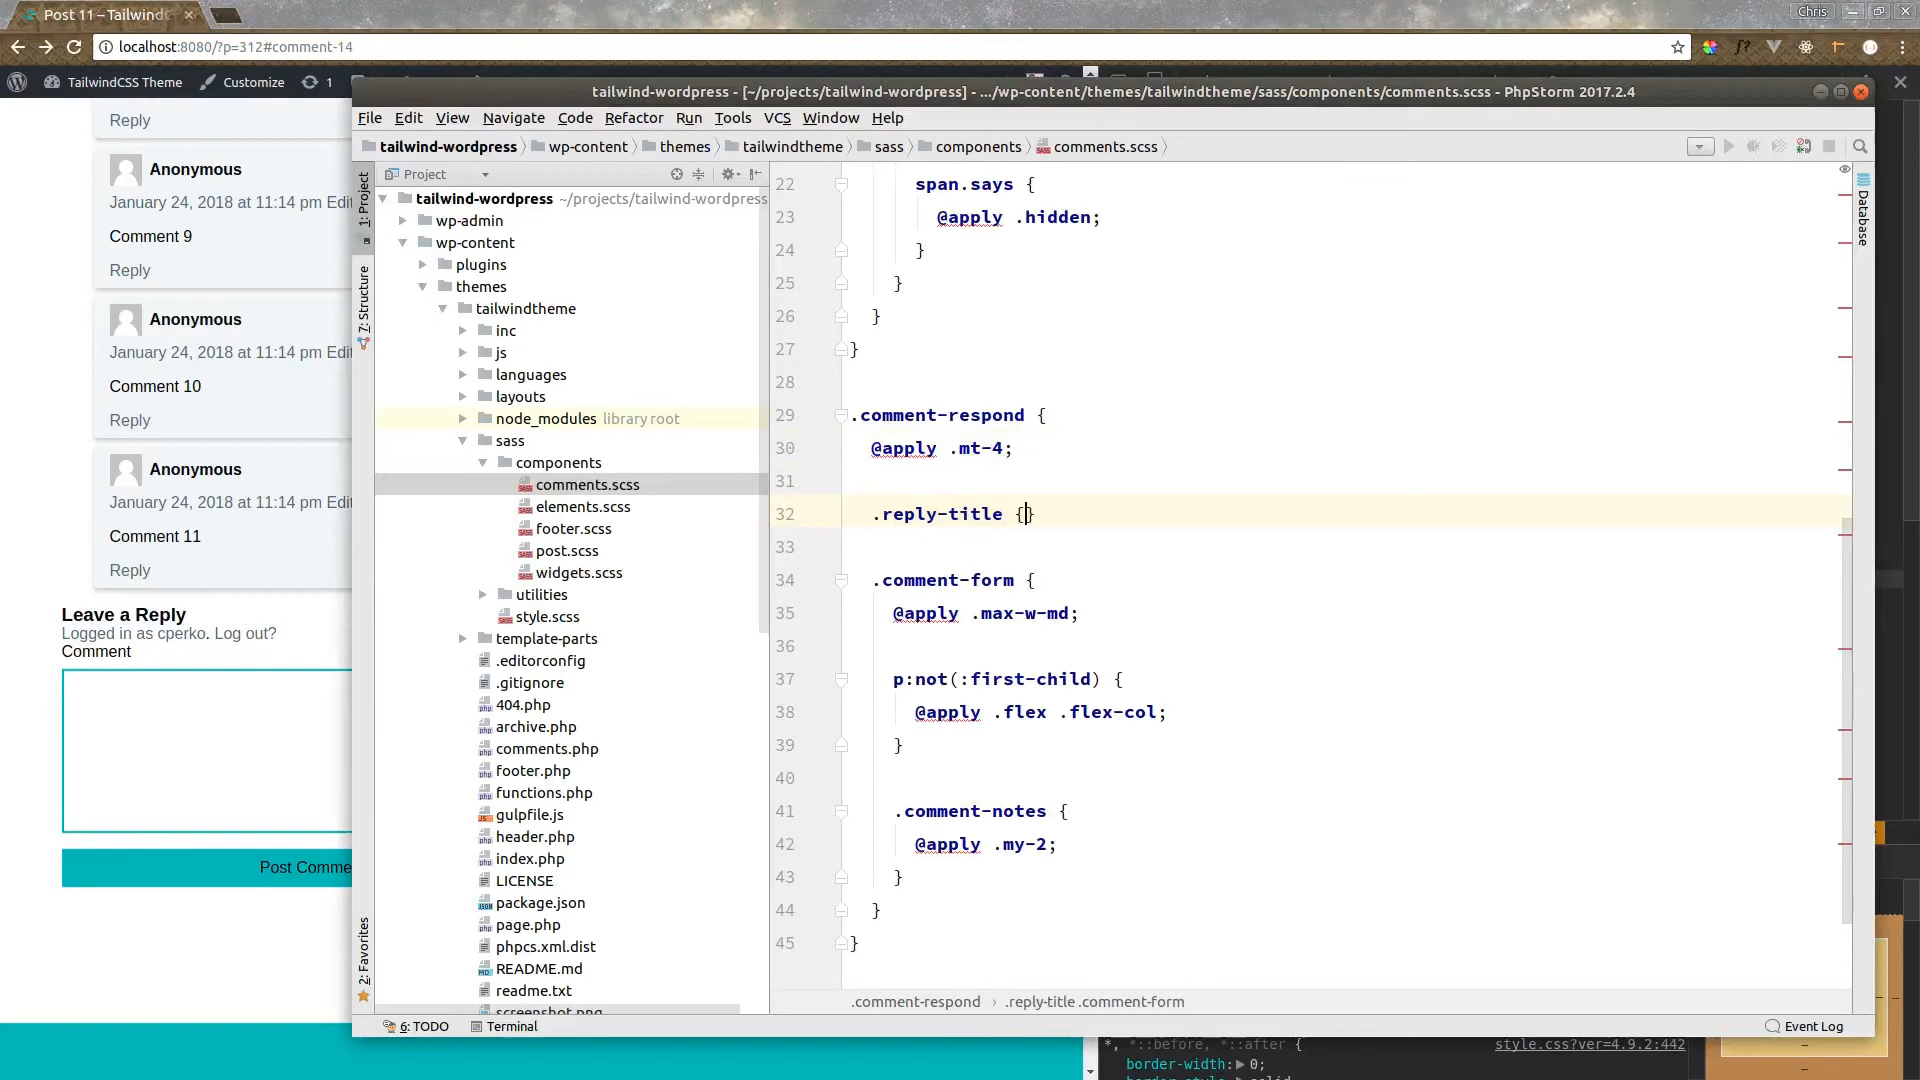 Post 11 – TailwindC
Chris
localhost:8080/?p=312#comment-14
TailwindCSS Theme
Customize
1
tailwind-wordpress - [~/projects/tailwind-wordpress] - .../wp-content/themes/tailwindtheme/sass/components/comments.scss - PhpStorm 2017.2.4
File Edit View Navigate Code Refactor Run Tools VCS Window Help
tailwind-wordpress wp-content themes tailwindtheme sass components comments.scss
Reply
Anonymous
January 24, 2018 at 11:14 pm Edit
Comment 9
Reply
Anonymous
January 24, 2018 at 11:14 pm Edit
Comment 10
Reply
Anonymous
January 24, 2018 at 11:14 pm Edit
Comment 11
Reply
Leave a Reply
Logged in as cperko. Log out?
Comment
Post Comme
1: Project
7: Structure
2: Favorites
Project
tailwind-wordpress ~/projects/tailwind-wordpress
wp-admin
wp-content
plugins
themes
tailwindtheme
inc
js
languages
layouts
node_modules library root
sass
components
comments.scss
elements.scss
footer.scss
post.scss
widgets.scss
utilities
style.scss
template-parts
.editorconfig
.gitignore
404.php
archive.php
comments.php
footer.php
functions.php
gulpfile.js
header.php
index.php
LICENSE
package.json
page.php
phpcs.xml.dist
README.md
readme.txt
screenshot.png
22 span.says {
23 @apply .hidden;
24 }
25 }
26 }
27 }
28
29 .comment-respond {
30 @apply .mt-4;
31
32 .reply-title {}
33
34 .comment-form {
35 @apply .max-w-md;
36
37 p:not(:first-child) {
38 @apply .flex .flex-col;
39 }
40
41 .comment-notes {
42 @apply .my-2;
43 }
44 }
45 }
.comment-respond › .reply-title .comment-form
Database
6: TODO
Terminal
Event Log
*, *::before, *::after {
style.css?ver=4.9.2:442
border-width: 0;